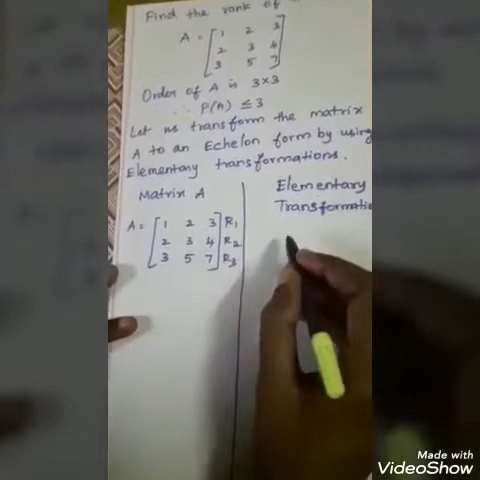 Find the rank of
A = [ 1 2 3
2 3 4
3 5 7 ]
Order of A is 3×3
∴ P(A) ≤ 3
Let us transform the matrix
A to an Echelon form by using
Elementary transformations.
Matrix A
A = [ 1 2 3 ] R1
2 3 4 R2
3 5 7 R3
Elementary
Transformatio
Made with
VideoShow